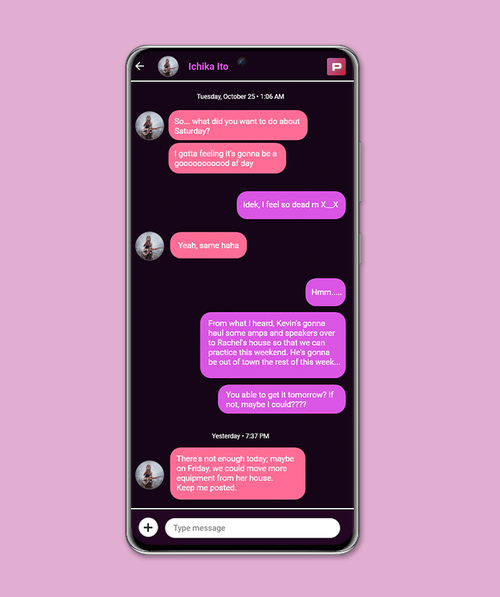 Ichika Ito
P
Tuesday, October 25 • 1:06 AM
So... what did you want to do about
Saturday?
I gotta feeling it's gonna be a
gooooooooood af day
Idek, I feel so dead rn X__X
Yeah, same haha
Hmm.....
From what I heard, Kevin's gonna
haul some amps and speakers over
to Rachel's house so that we can
practice this weekend. He's gonna
be out of town the rest of this week...
You able to get it tomorrow? If
not, maybe I could????
Yesterday • 7:37 PM
There's not enough today; maybe
on Friday, we could move more
equipment from her house.
Keep me posted.
Type message